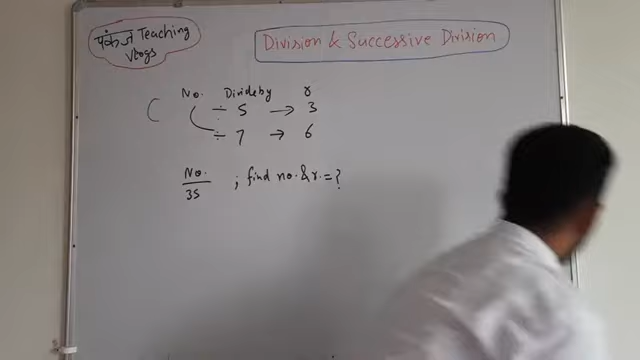 पंकज Teaching
Vlogs
Division & Successive Division
No. Divide by r
÷ 5 → 3
÷ 7 → 6
No. / 35 ; find no. & r. = ?